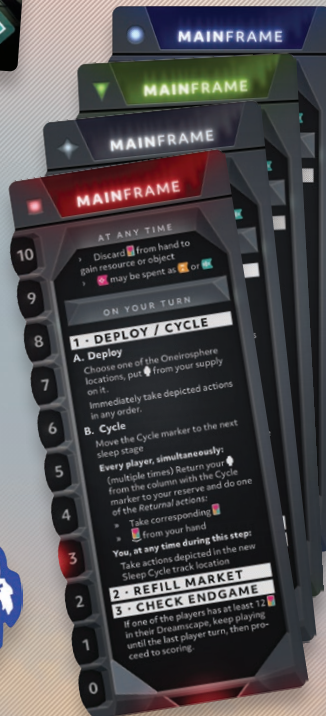 MAINFRAME
MAINFRAME
MAINFRAME
MAINFRAME
10
9
8
7
6
5
4
3
2
1
0
AT ANY TIME
› Discard from hand to
gain resource or object
› may be spent as or
ON YOUR TURN
1 · DEPLOY / CYCLE
A. Deploy
Choose one of the Oneirosphere
locations, put from your supply
on it.
Immediately take depicted actions
in any order.
B. Cycle
Move the Cycle marker to the next
sleep stage
Every player, simultaneously:
(multiple times) Return your
from the column with the Cycle
marker to your reserve and do one
of the Returnal actions:
» Take corresponding
» from your hand
You, at any time during this step:
Take actions depicted in the new
Sleep Cycle track location
2 · REFILL MARKET
3 · CHECK ENDGAME
If one of the players has at least 12
in their Dreamscape, keep playing
until the last player turn, then pro-
ceed to scoring.